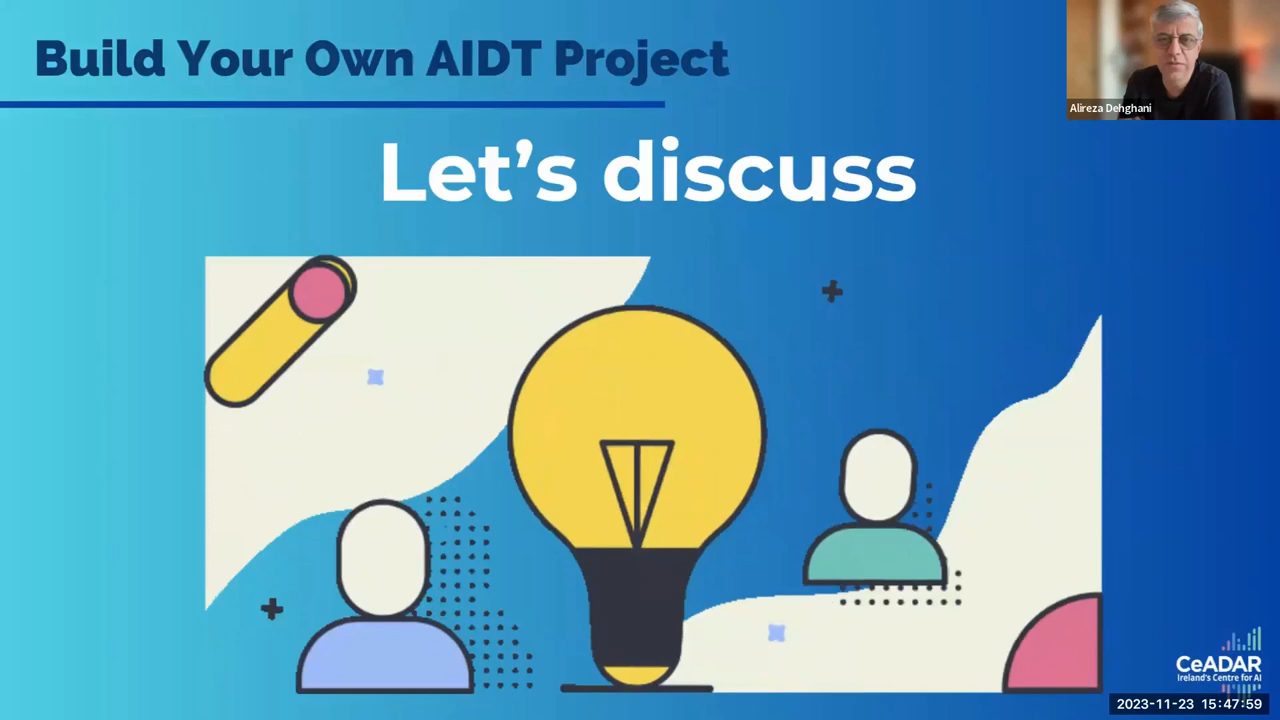 Build Your Own AIDT Project
Alireza Dehghani
Let's discuss
CeADAR
Ireland's Centre for AI
2023-11-23 15:47:59